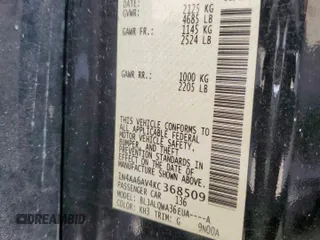 DATE:
GVWR: 2125 KG
4685 LB
GAWR FR.: 1145 KG
2524 LB
GAWR RR.: 1000 KG
2205 LB
THIS VEHICLE CONFORMS TO ALL
APPLICABLE FEDERAL MOTOR
VEHICLE SAFETY, BUMPER, AND
THEFT PREVENTION STANDARDS
IN EFFECT ON THE DATE OF
MANUFACTURE SHOWN ABOVE.
1N4AA6AV4KC368509
PASSENGER CAR 136
MODEL: BLJALQWA36EUA----A
COLOR: KH3 TRIM: G 9N00A
© DREAMBID